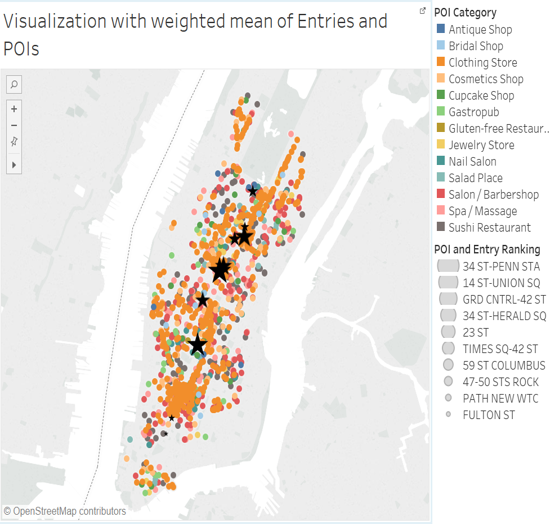 Visualization with weighted mean of Entries and
POIs
POI Category
Antique Shop
Bridal Shop
Clothing Store
Cosmetics Shop
Cupcake Shop
Gastropub
Gluten-free Restaur..
Jewelry Store
Nail Salon
Salad Place
Salon / Barbershop
Spa / Massage
Sushi Restaurant
POI and Entry Ranking
34 ST-PENN STA
14 ST-UNION SQ
GRD CNTRL-42 ST
34 ST-HERALD SQ
23 ST
TIMES SQ-42 ST
59 ST COLUMBUS
47-50 STS ROCK
PATH NEW WTC
FULTON ST
© OpenStreetMap contributors